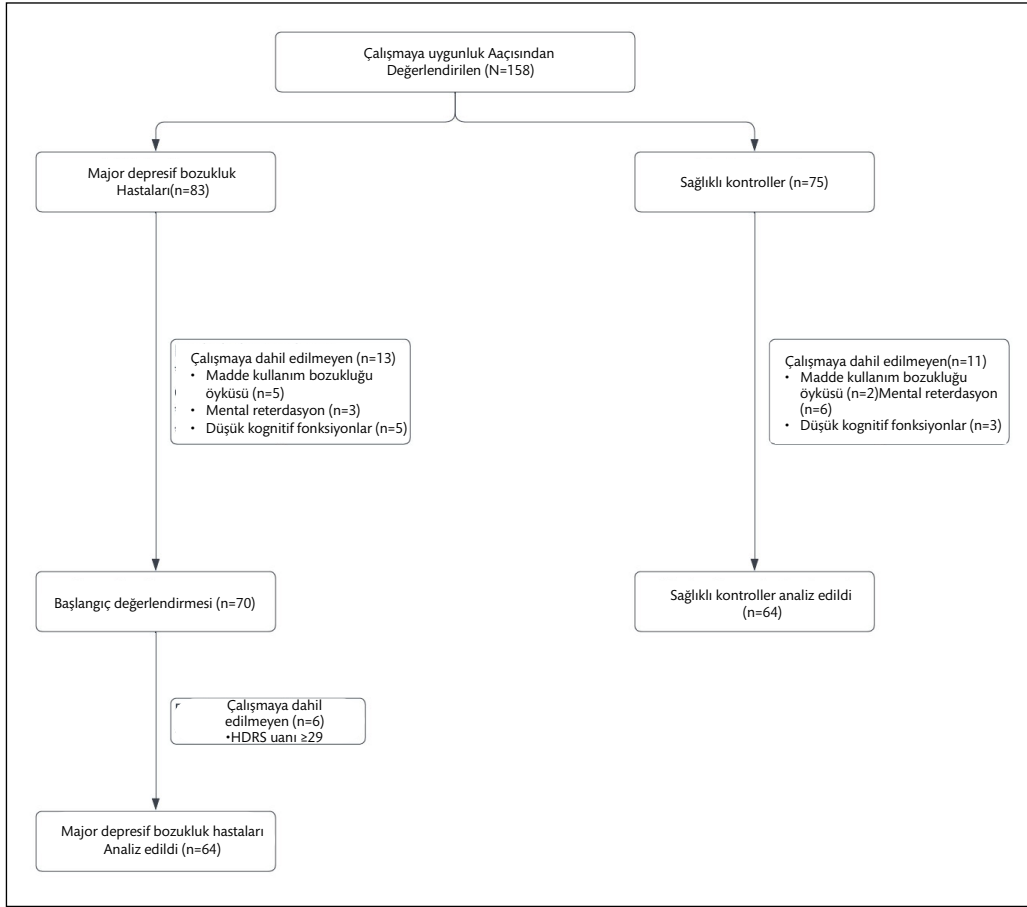 Çalışmaya uygunluk Aaçısından
Değerlendirilen (N=158)
Major depresif bozukluk
Hastaları(n=83)
Sağlıklı kontroller (n=75)
Çalışmaya dahil edilmeyen (n=13)
• Madde kullanım bozukluğu
öyküsü (n=5)
• Mental reterdasyon (n=3)
• Düşük kognitif fonksiyonlar (n=5)
Çalışmaya dahil edilmeyen(n=11)
• Madde kullanım bozukluğu
öyküsü (n=2)Mental reterdasyon
(n=6)
• Düşük kognitif fonksiyonlar (n=3)
Başlangıç değerlendirmesi (n=70)
Sağlıklı kontroller analiz edildi
(n=64)
Çalışmaya dahil
edilmeyen (n=6)
•HDRS uanı ≥29
Major depresif bozukluk hastaları
Analiz edildi (n=64)